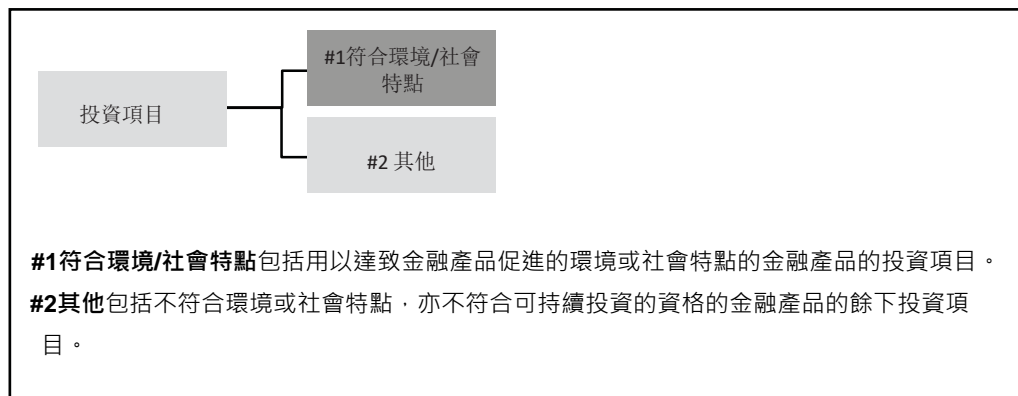 #1符合環境/社會
特點
投資項目
#2 其他
#1符合環境/社會特點包括用以達致金融產品促進的環境或社會特點的金融產品的投資項目。
#2其他包括不符合環境或社會特點，亦不符合可持續投資的資格的金融產品的餘下投資項
目。